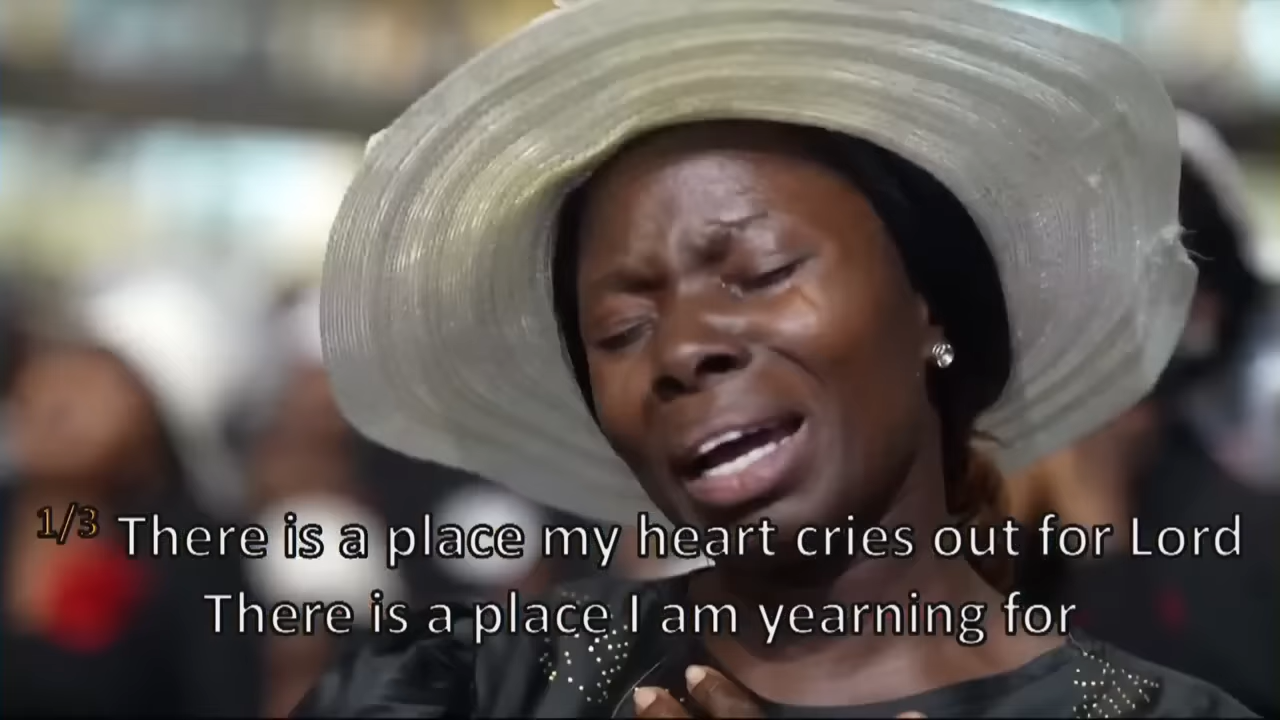 1/3 There is a place my heart cries out for Lord
There is a place I am yearning for